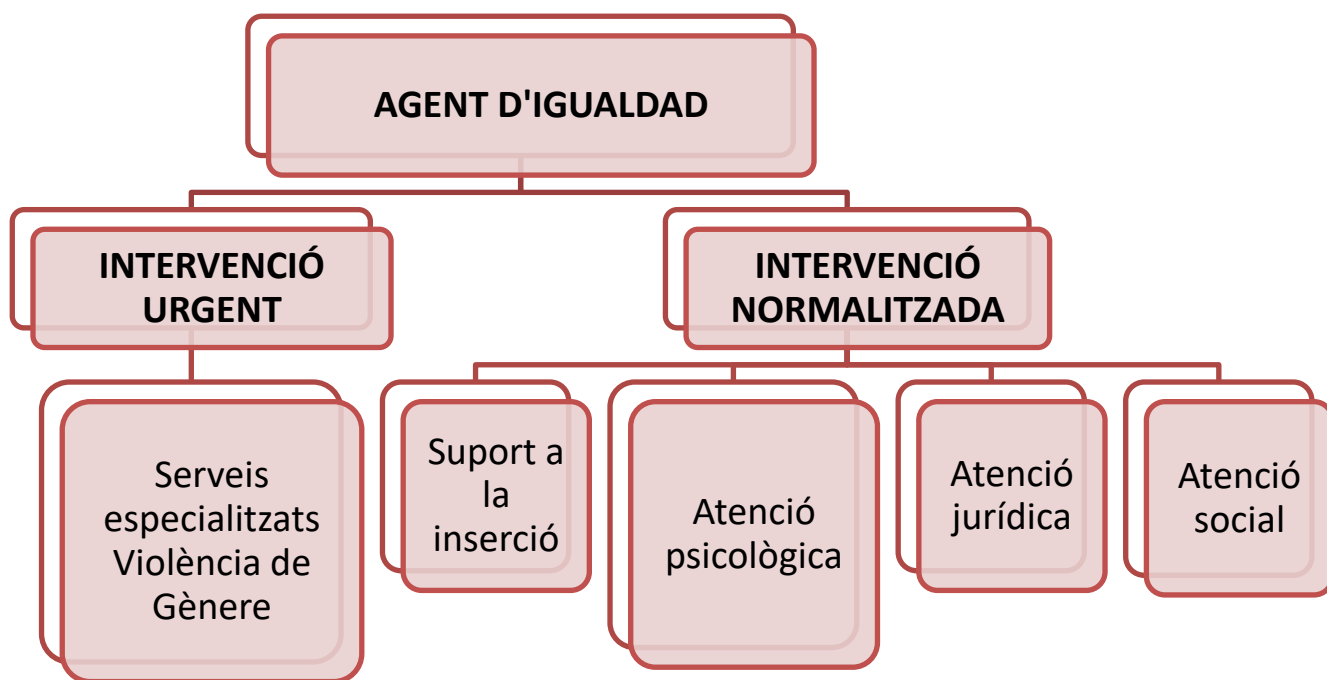 AGENT D'IGUALDAD
INTERVENCIÓ
URGENT
INTERVENCIÓ
NORMALITZADA
Serveis
especialitzats
Violència de
Gènere
Suport a
la
inserció
Atenció
psicològica
Atenció
jurídica
Atenció
social